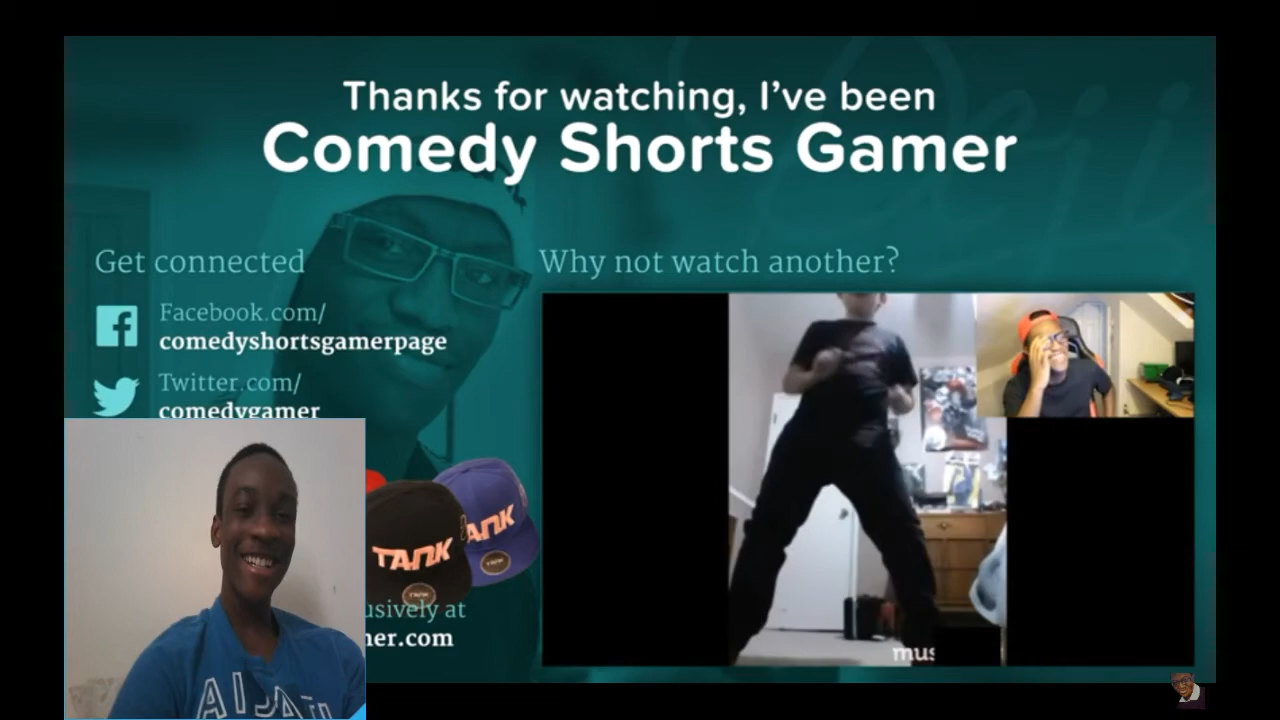 Thanks for watching, I've been
Comedy Shorts Gamer
Get connected
Why not watch another?
Facebook.com/
comedyshortsgamerpage
Twitter.com/
comedygamer
TANK
ANK
usively at
ner.com
mus